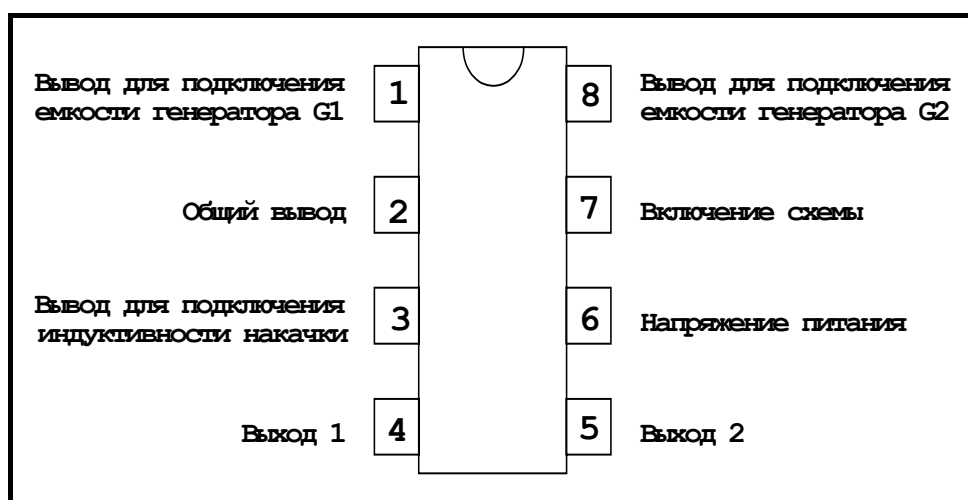 Вывод для подключения
емкости генератора G1
1
8
Вывод для подключения
емкости генератора G2
Общий вывод
2
7
Включение схемы
Вывод для подключения
индуктивности накачки
3
6
Напряжение питания
Выход 1
4
5
Выход 2